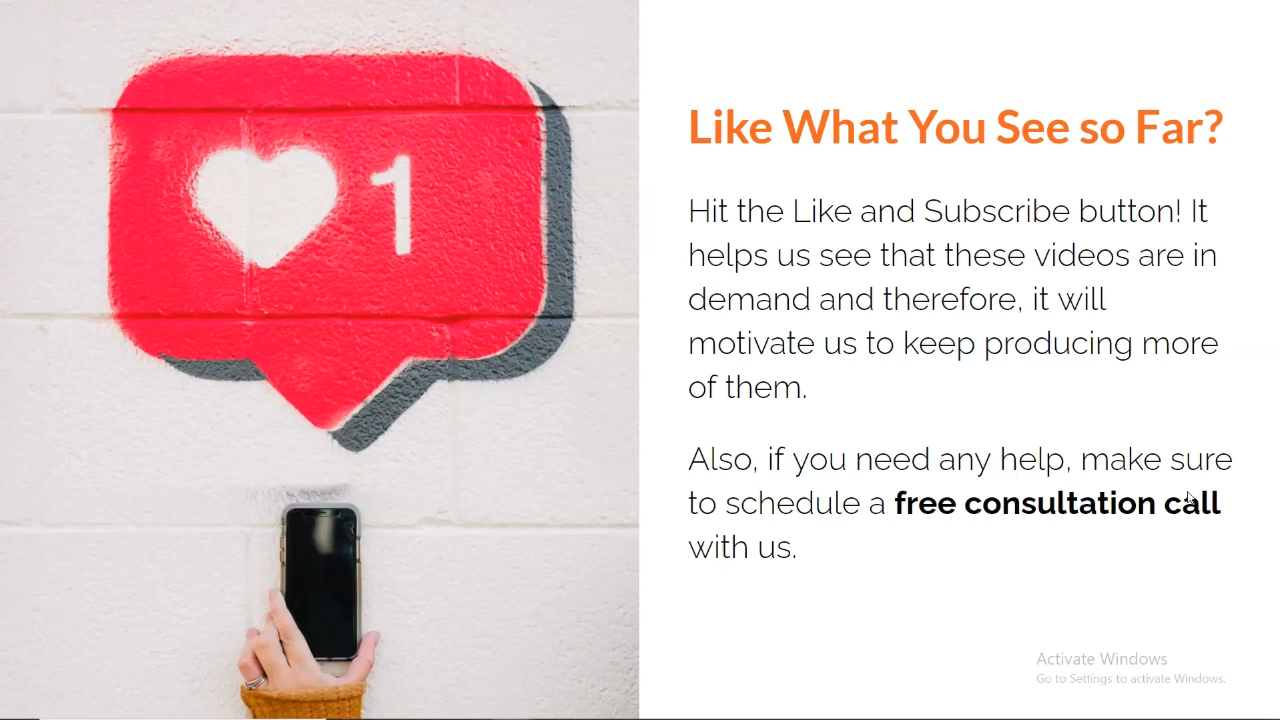 1
Like What You See so Far?
Hit the Like and Subscribe button! It
helps us see that these videos are in
demand and therefore, it will
motivate us to keep producing more
of them.
Also, if you need any help, make sure
to schedule a free consultation call
with us.
Activate Windows
Go to Settings to activate Windows.